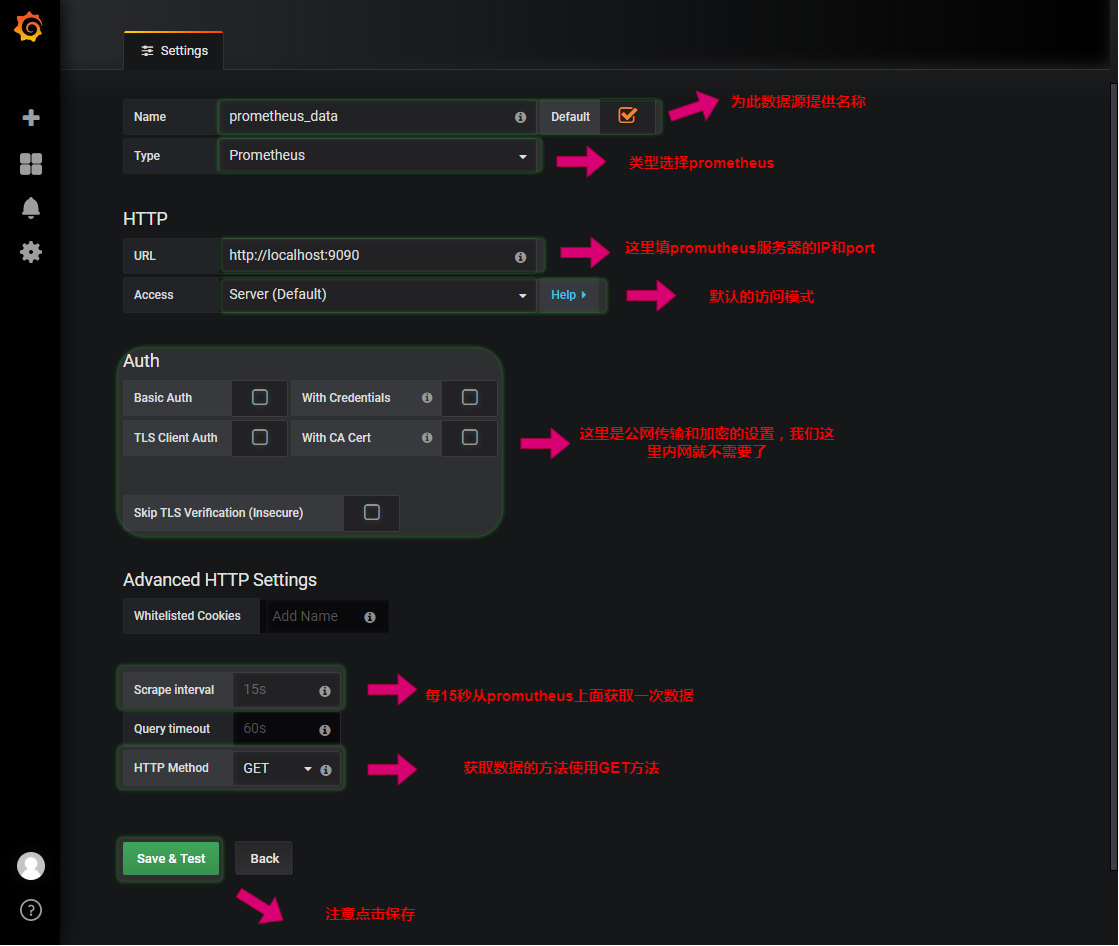 Settings
Name prometheus_data Default 为此数据源提供名称
Type Prometheus 类型选择prometheus
HTTP
URL http://localhost:9090 这里填promutheus服务器的IP和port
Access Server (Default) Help 默认的访问模式
Auth
Basic Auth With Credentials
TLS Client Auth With CA Cert
这里是公网传输和加密的设置，我们这
里内网就不需要了
Skip TLS Verification (Insecure)
Advanced HTTP Settings
Whitelisted Cookies Add Name
Scrape interval 15s 每15秒从promutheus上面获取一次数据
Query timeout 60s
HTTP Method GET 获取数据的方法使用GET方法
Save & Test Back
注意点击保存